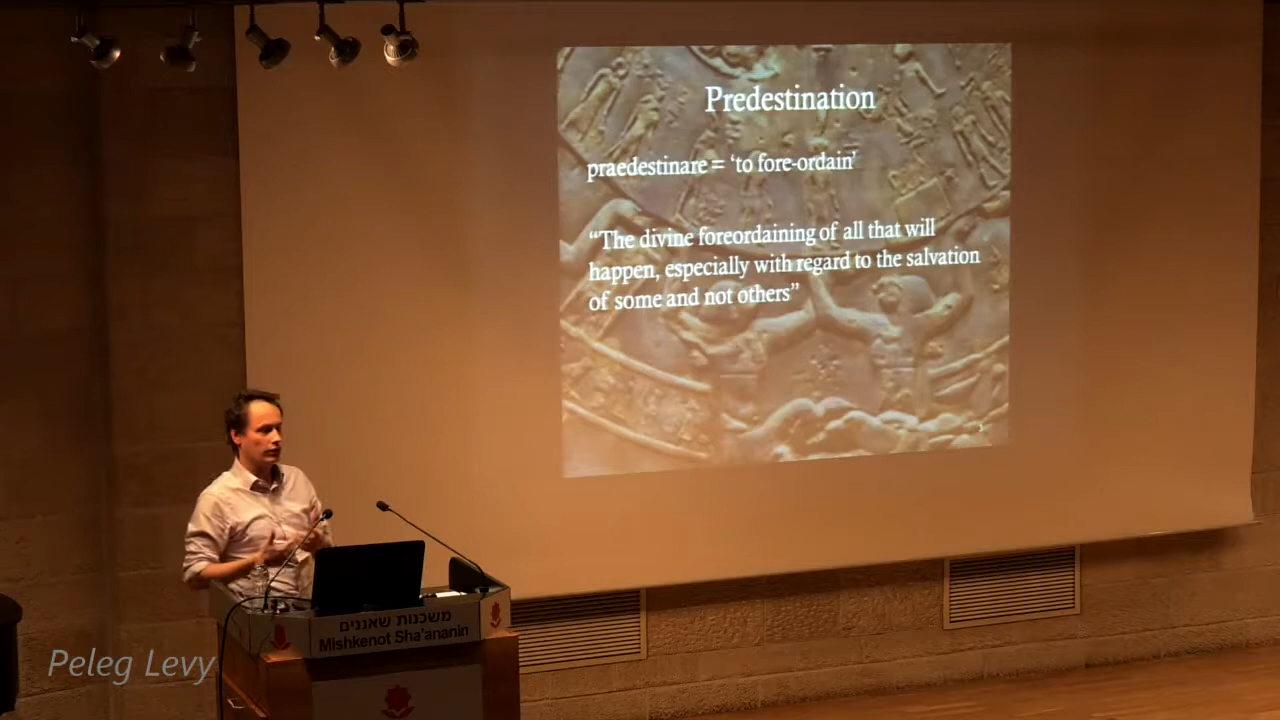 Predestination
praedestinare = ‘to fore-ordain’
“The divine foreordaining of all that will
happen, especially with regard to the salvation
of some and not others”
משכנות שאננים
Mishkenot Sha'ananin
Peleg Levy